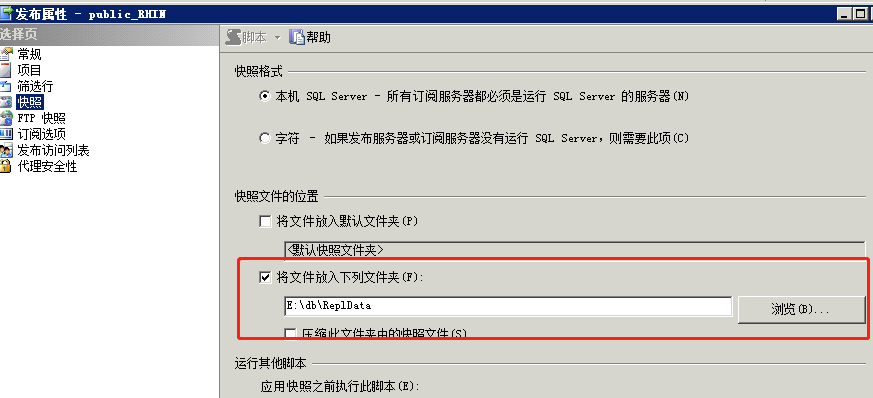 发布属性 - public_RHIN
选择页
常规
项目
筛选行
快照
FTP 快照
订阅选项
发布访问列表
代理安全性
脚本
帮助
快照格式
本机 SQL Server - 所有订阅服务器都必须是运行 SQL Server 的服务器(N)
字符 - 如果发布服务器或订阅服务器没有运行 SQL Server，则需要此项(C)
快照文件的位置
将文件放入默认文件夹(P)
<默认快照文件夹>
将文件放入下列文件夹(F):
E:\db\ReplData
浏览(B)...
压缩此文件夹中的快照文件(S)
运行其他脚本
应用快照之前执行此脚本(E):